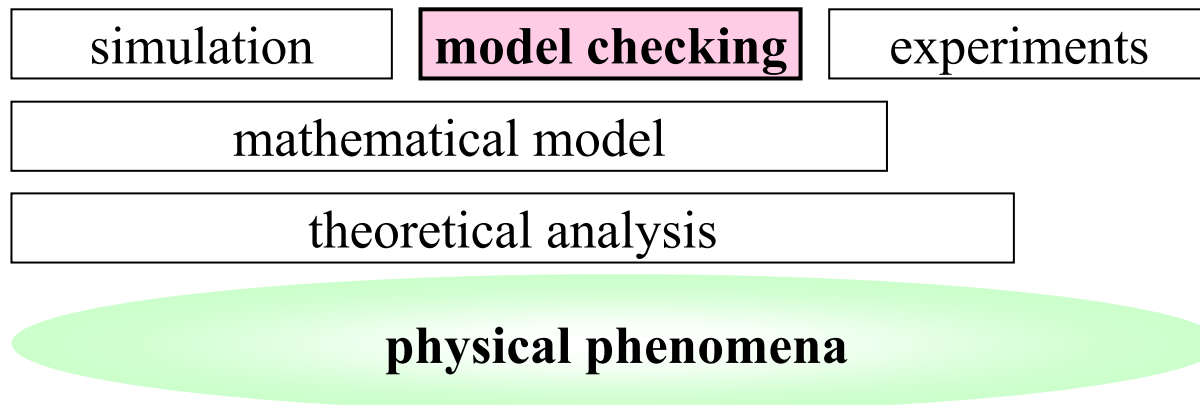 simulation
model checking
experiments
mathematical model
theoretical analysis
physical phenomena